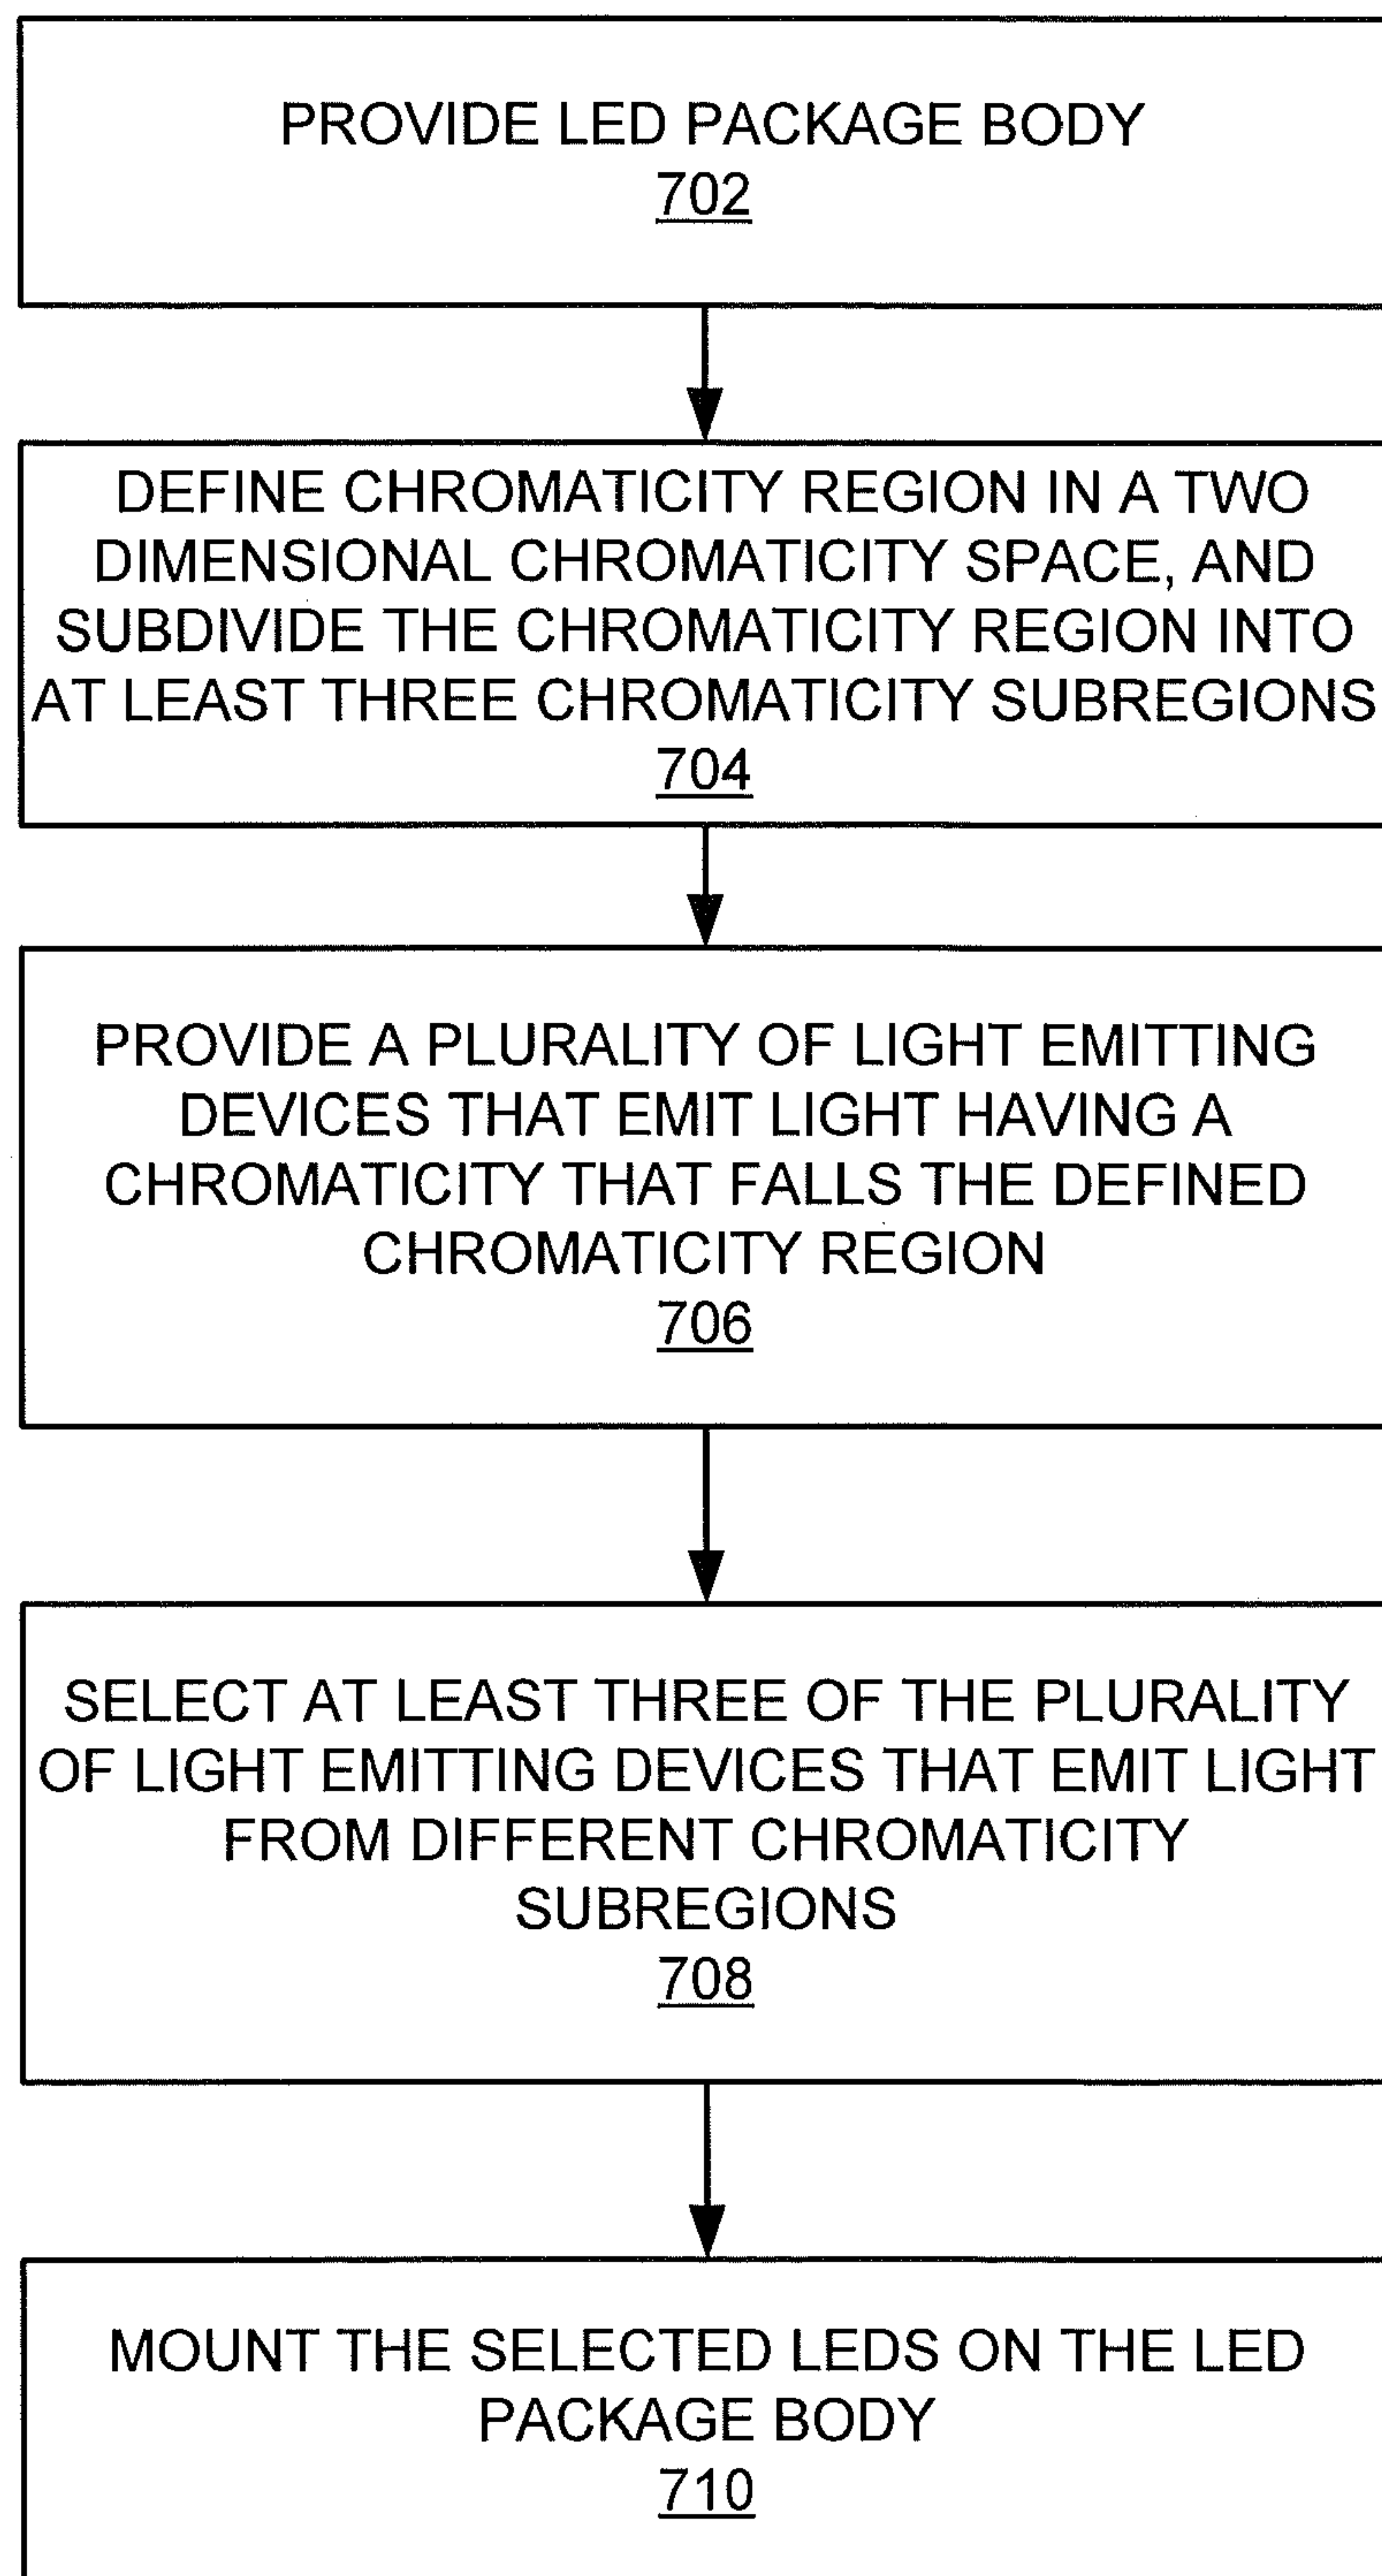 PROVIDE LED PACKAGE BODY
702
DEFINE CHROMATICITY REGION IN A TWO
DIMENSIONAL CHROMATICITY SPACE, AND
SUBDIVIDE THE CHROMATICITY REGION INTO
AT LEAST THREE CHROMATICITY SUBREGIONS
704
PROVIDE A PLURALITY OF LIGHT EMITTING
DEVICES THAT EMIT LIGHT HAVING A
CHROMATICITY THAT FALLS THE DEFINED
CHROMATICITY REGION
706
SELECT AT LEAST THREE OF THE PLURALITY
OF LIGHT EMITTING DEVICES THAT EMIT LIGHT
FROM DIFFERENT CHROMATICITY
SUBREGIONS
708
MOUNT THE SELECTED LEDS ON THE LED
PACKAGE BODY
710